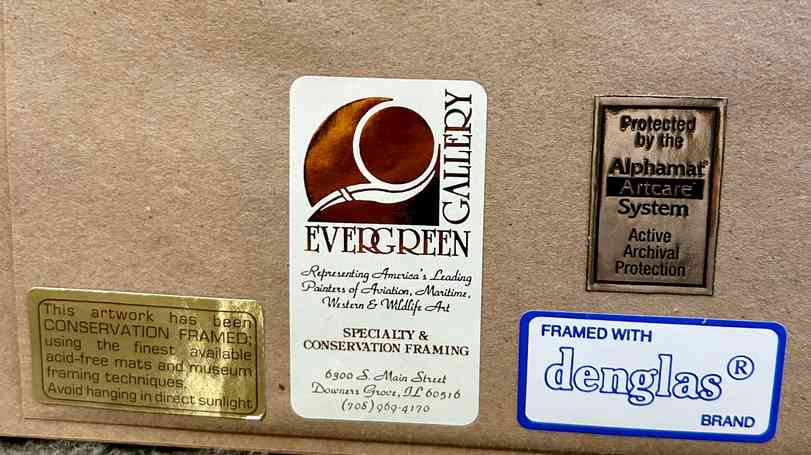 This artwork has been
CONSERVATION FRAMED;
using the finest available
acid-free mats and museum
framing techniques.
Avoid hanging in direct sunlight
EVERGREEN
GALLERY
Representing America's Leading
Painters of Aviation, Maritime,
Western & Wildlife Art
SPECIALTY &
CONSERVATION FRAMING
6300 S. Main Street
Downers Grove, IL 60516
(708) 969-4170
Protected
by the
Alphamat®
Artcare™
System
Active
Archival
Protection
FRAMED WITH
denglas®
BRAND